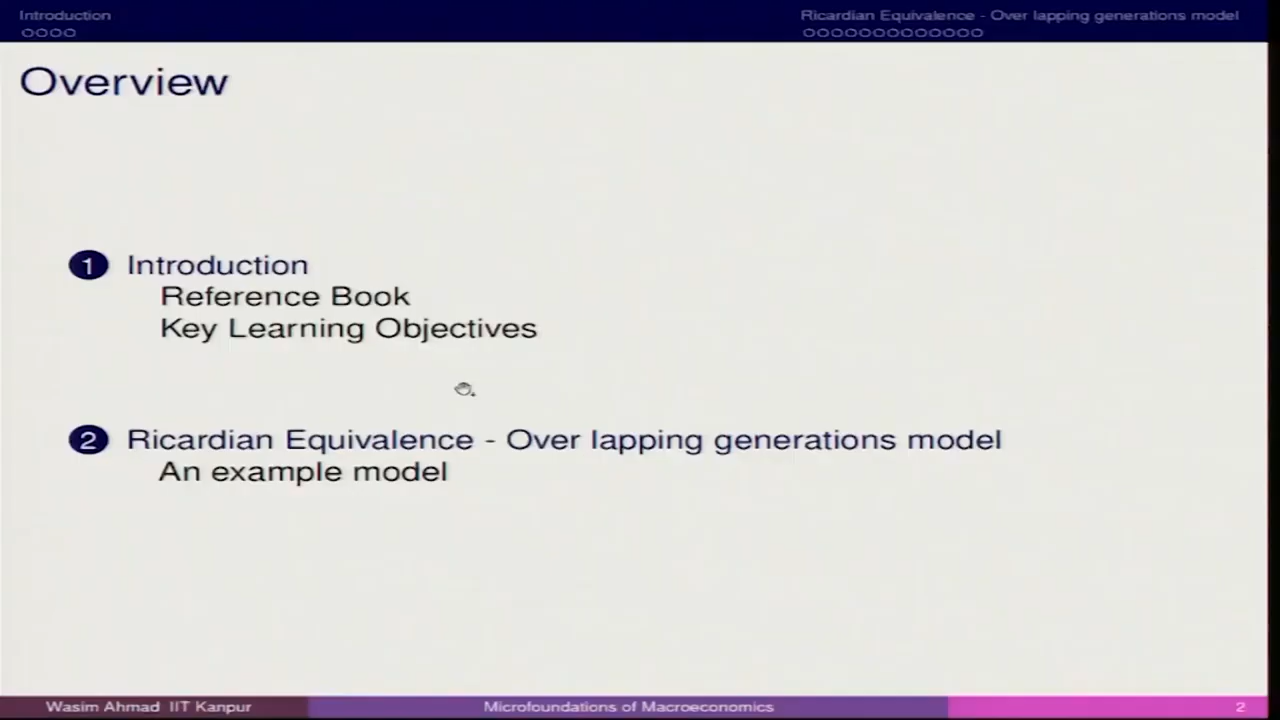 Introduction
Ricardian Equivalence - Over lapping generations model
Overview
1 Introduction
Reference Book
Key Learning Objectives
2 Ricardian Equivalence - Over lapping generations model
An example model
Wasim Ahmad IIT Kanpur
Microfoundations of Macroeconomics
2